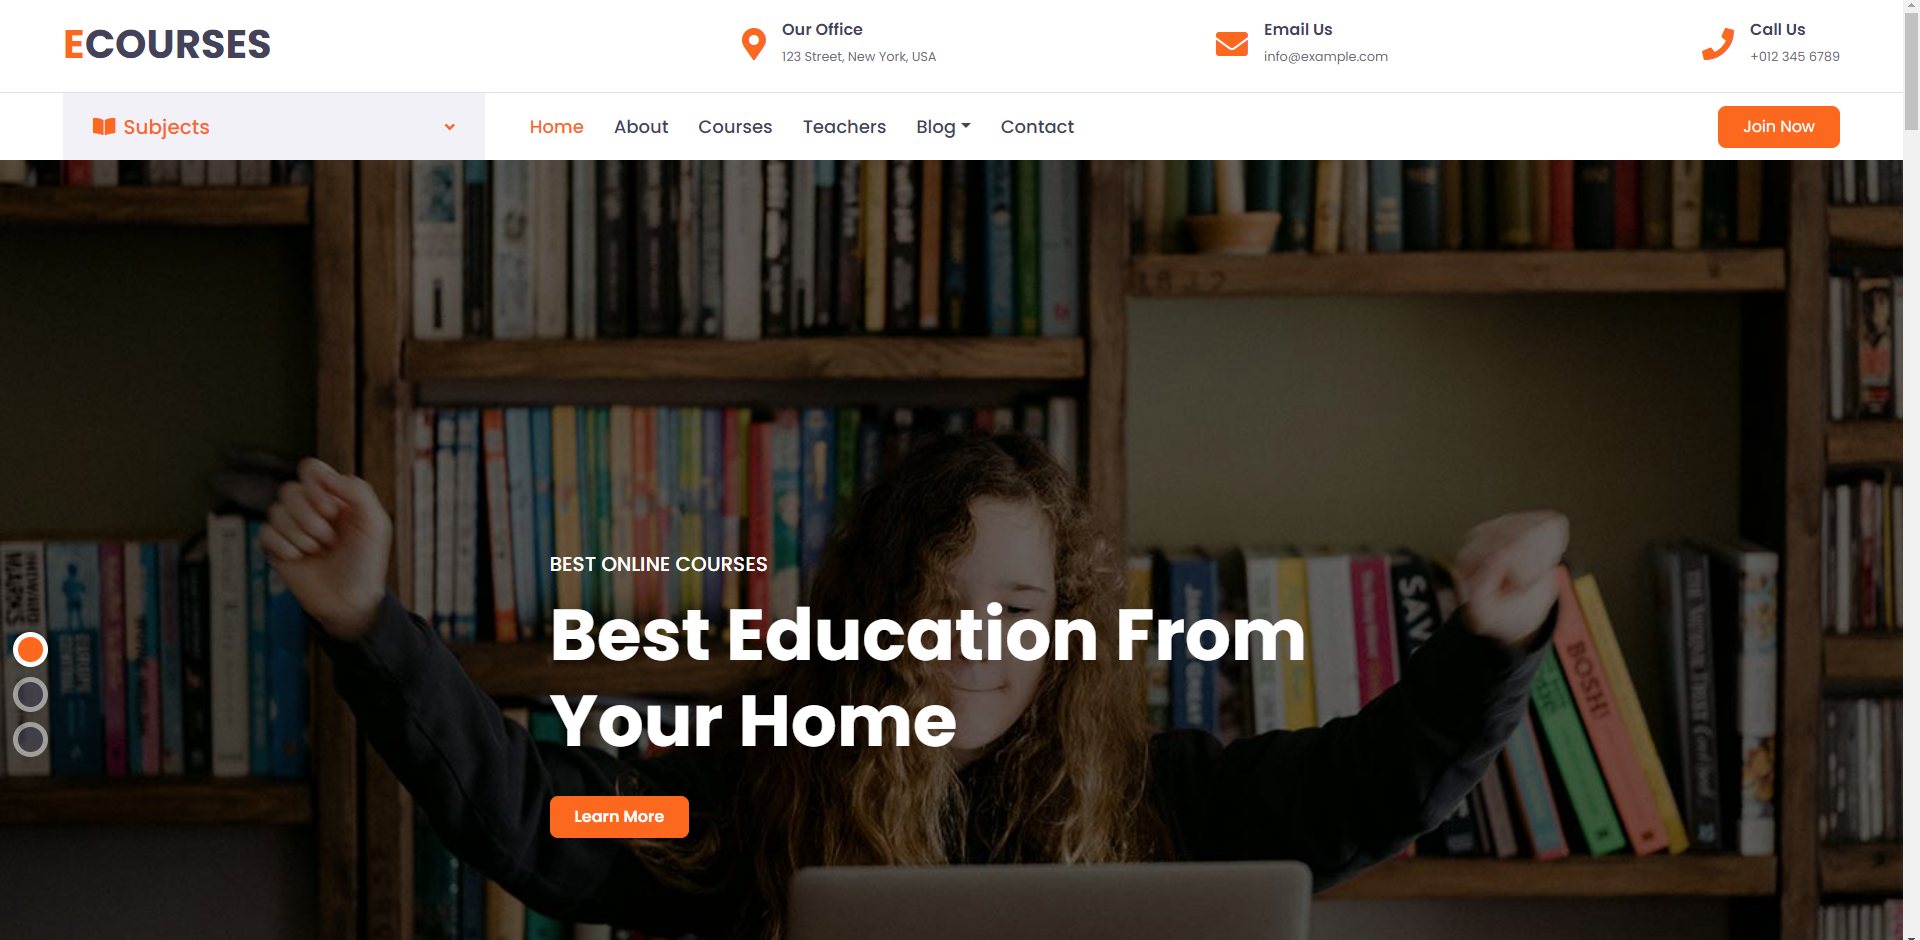 ECOURSES
Our Office
123 Street, New York, USA
Email Us
info@example.com
Call Us
+012 345 6789
Subjects
Home
About
Courses
Teachers
Blog
Contact
Join Now
BEST ONLINE COURSES
Best Education From
Your Home
Learn More
BOSH!